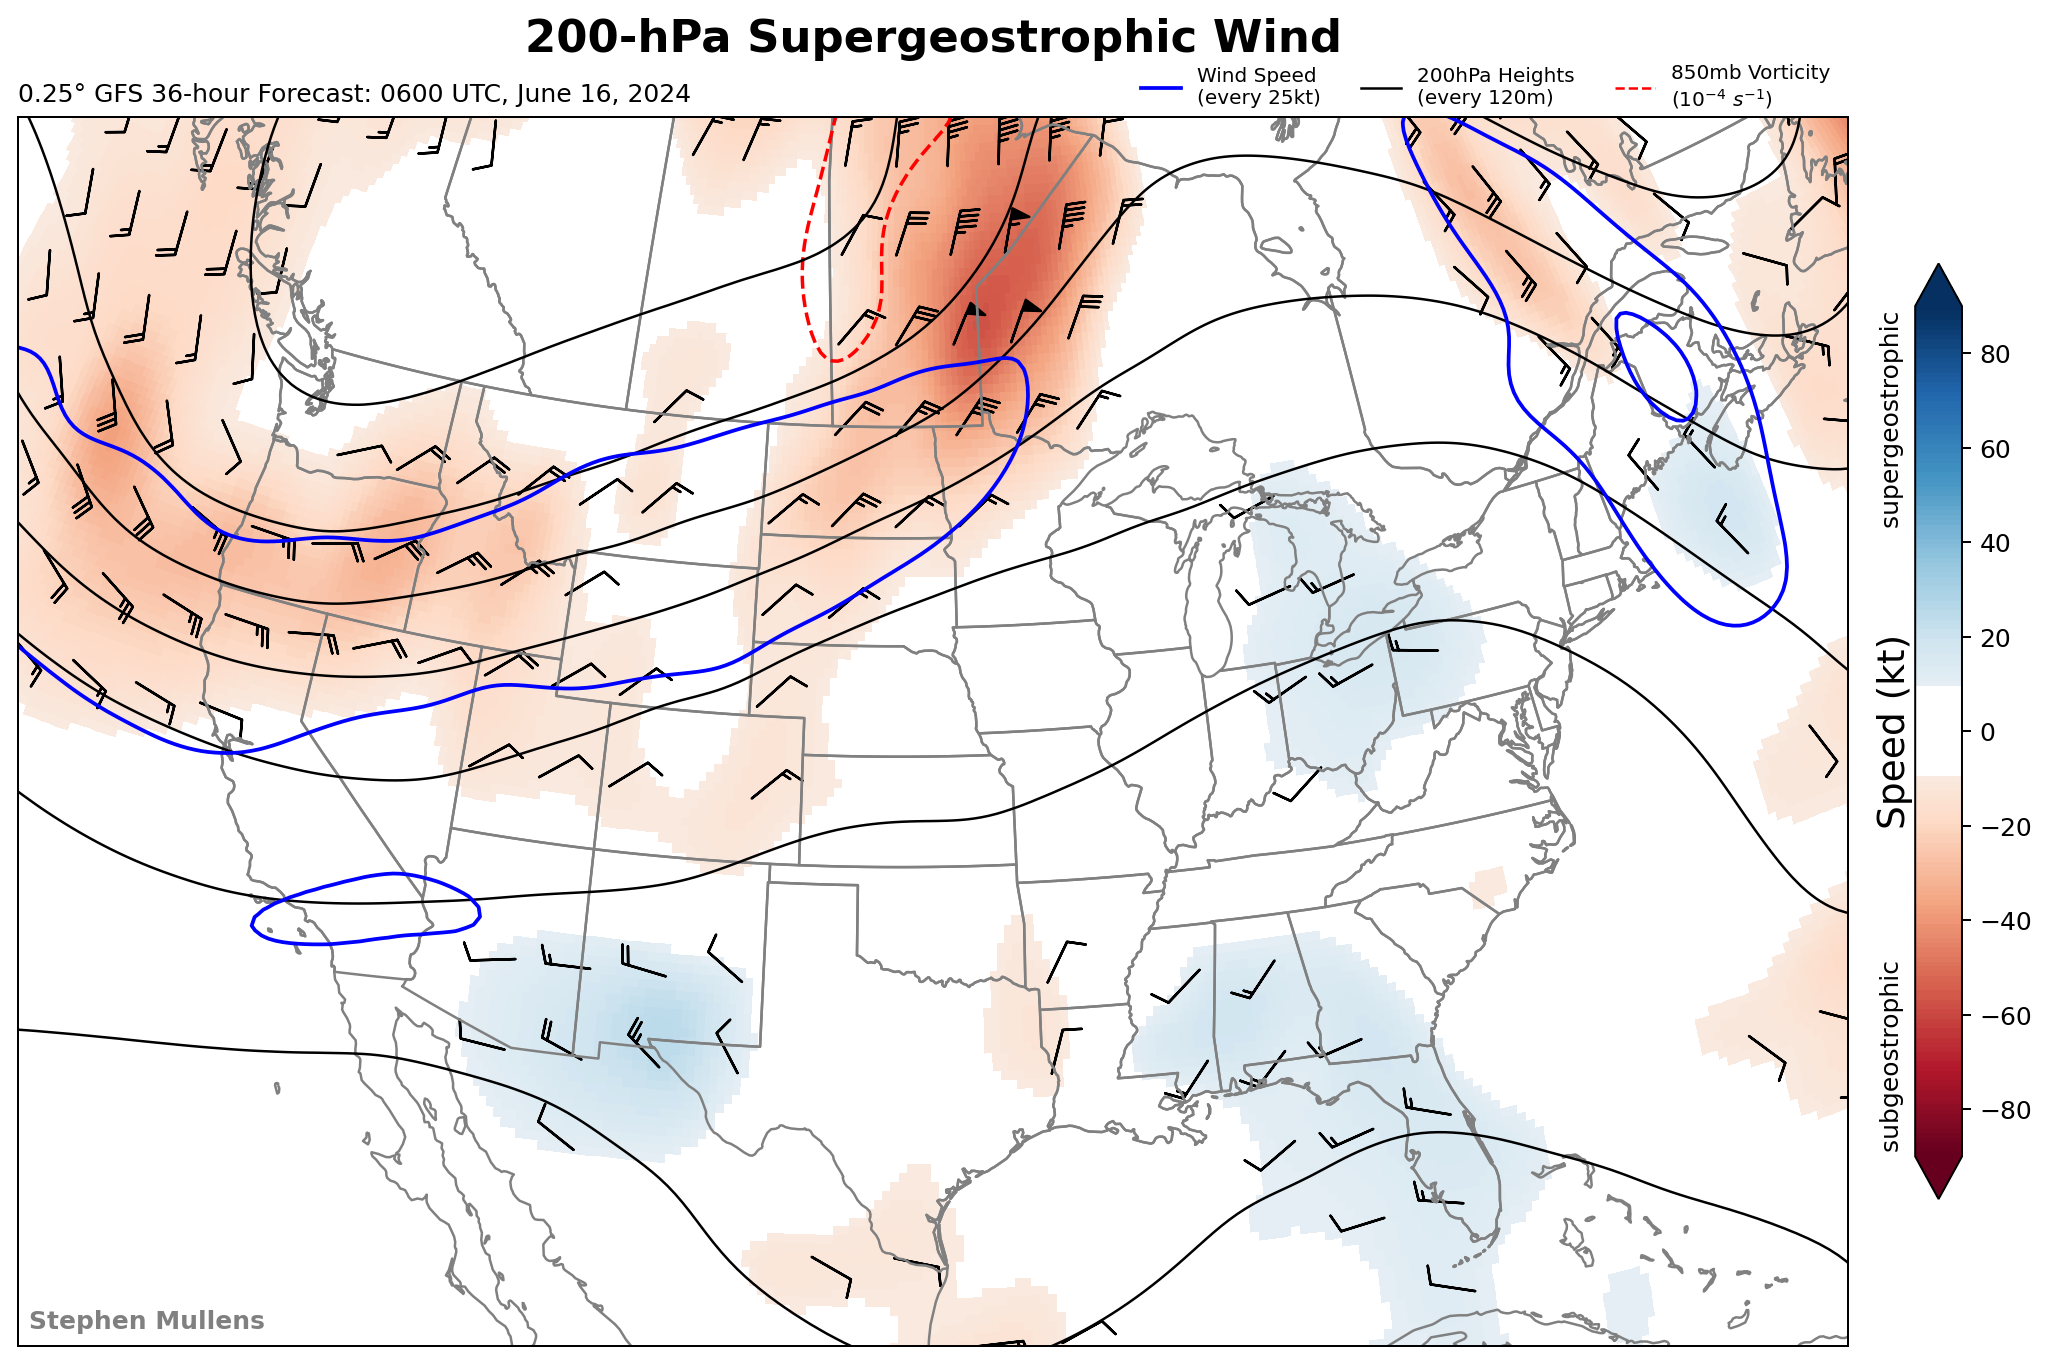 200-hPa Supergeostrophic Wind
0.25° GFS 36-hour Forecast: 0600 UTC, June 16, 2024
Wind Speed
(every 25kt)
200hPa Heights
(every 120m)
850mb Vorticity
(10⁻⁴ s⁻¹)
supergeostrophic
Speed (kt)
subgeostrophic
80
60
40
20
0
−20
−40
−60
−80
Stephen Mullens